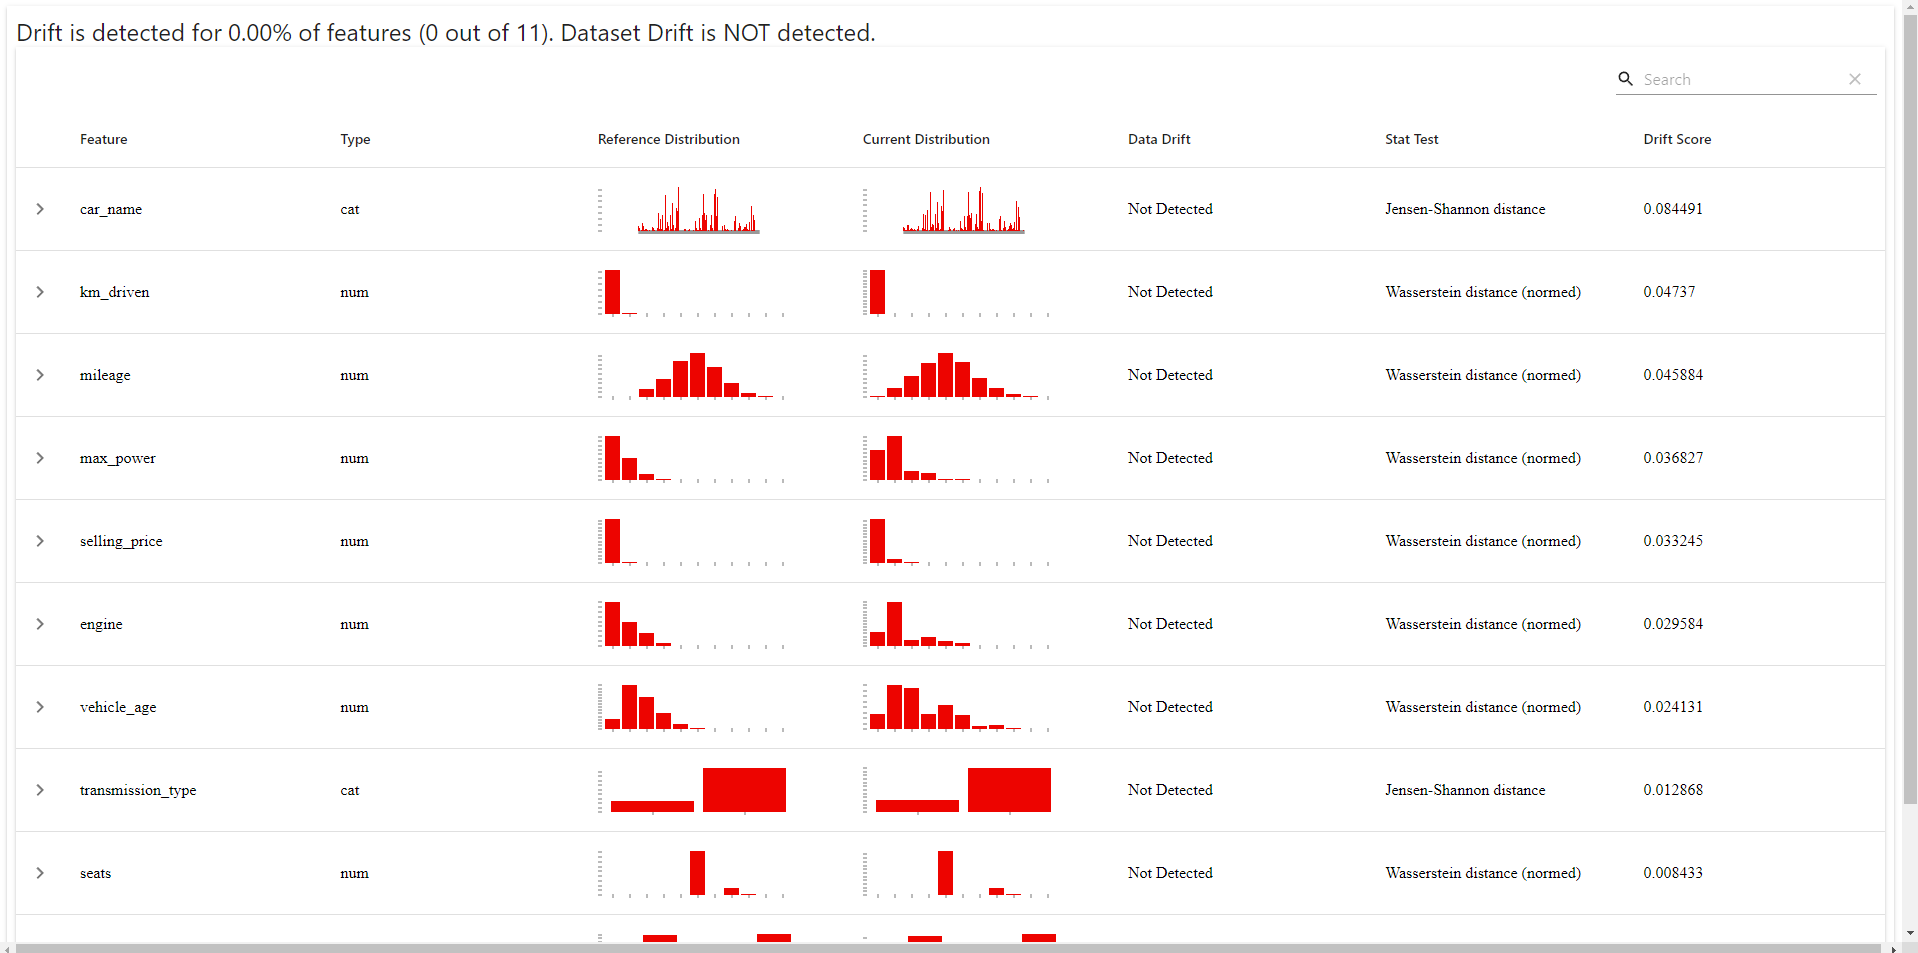 Drift is detected for 0.00% of features (0 out of 11). Dataset Drift is NOT detected.
Search
Feature Type Reference Distribution Current Distribution Data Drift Stat Test Drift Score
car_name cat Not Detected Jensen-Shannon distance 0.084491
km_driven num Not Detected Wasserstein distance (normed) 0.04737
mileage num Not Detected Wasserstein distance (normed) 0.045884
max_power num Not Detected Wasserstein distance (normed) 0.036827
selling_price num Not Detected Wasserstein distance (normed) 0.033245
engine num Not Detected Wasserstein distance (normed) 0.029584
vehicle_age num Not Detected Wasserstein distance (normed) 0.024131
transmission_type cat Not Detected Jensen-Shannon distance 0.012868
seats num Not Detected Wasserstein distance (normed) 0.008433